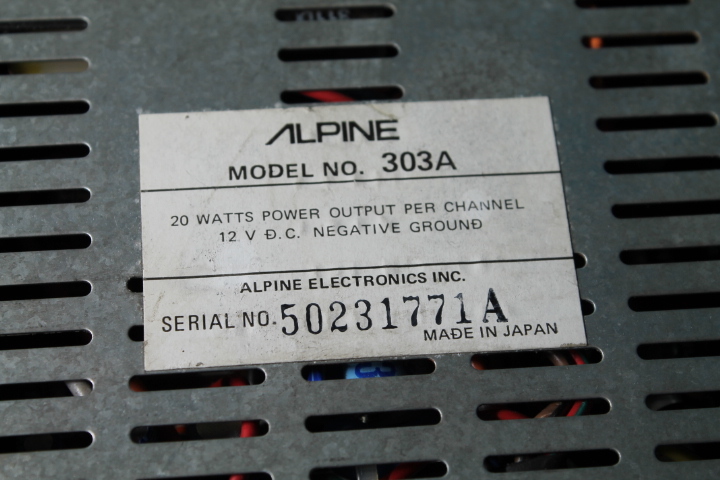 ALPINE
MODEL NO. 303A
20 WATTS POWER OUTPUT PER CHANNEL
12 V D.C. NEGATIVE GROUND
ALPINE ELECTRONICS INC.
SERIAL NO. 50231771A
MADE IN JAPAN